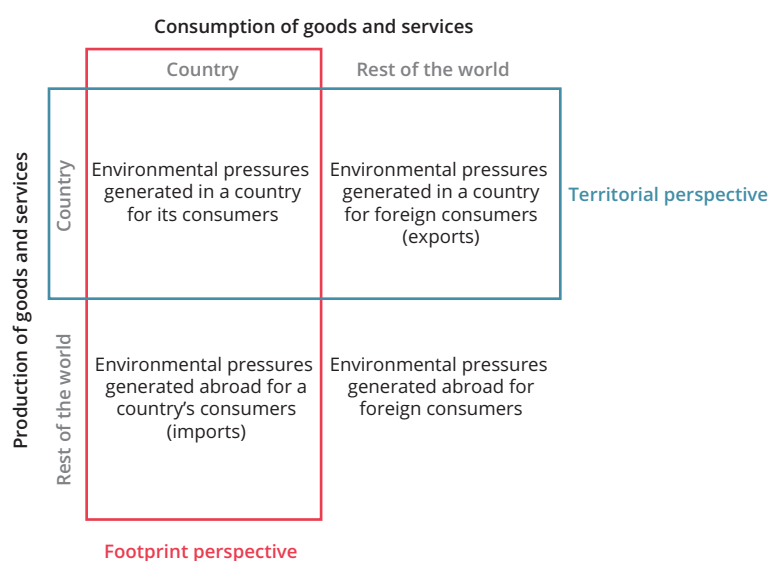 Consumption of goods and services
Country
Rest of the world
Production of goods and services
Country
Environmental pressures
generated in a country
for its consumers
Environmental pressures
generated in a country
for foreign consumers
(exports)
Territorial perspective
Rest of the world
Environmental pressures
generated abroad for a
country’s consumers
(imports)
Environmental pressures
generated abroad for
foreign consumers
Footprint perspective